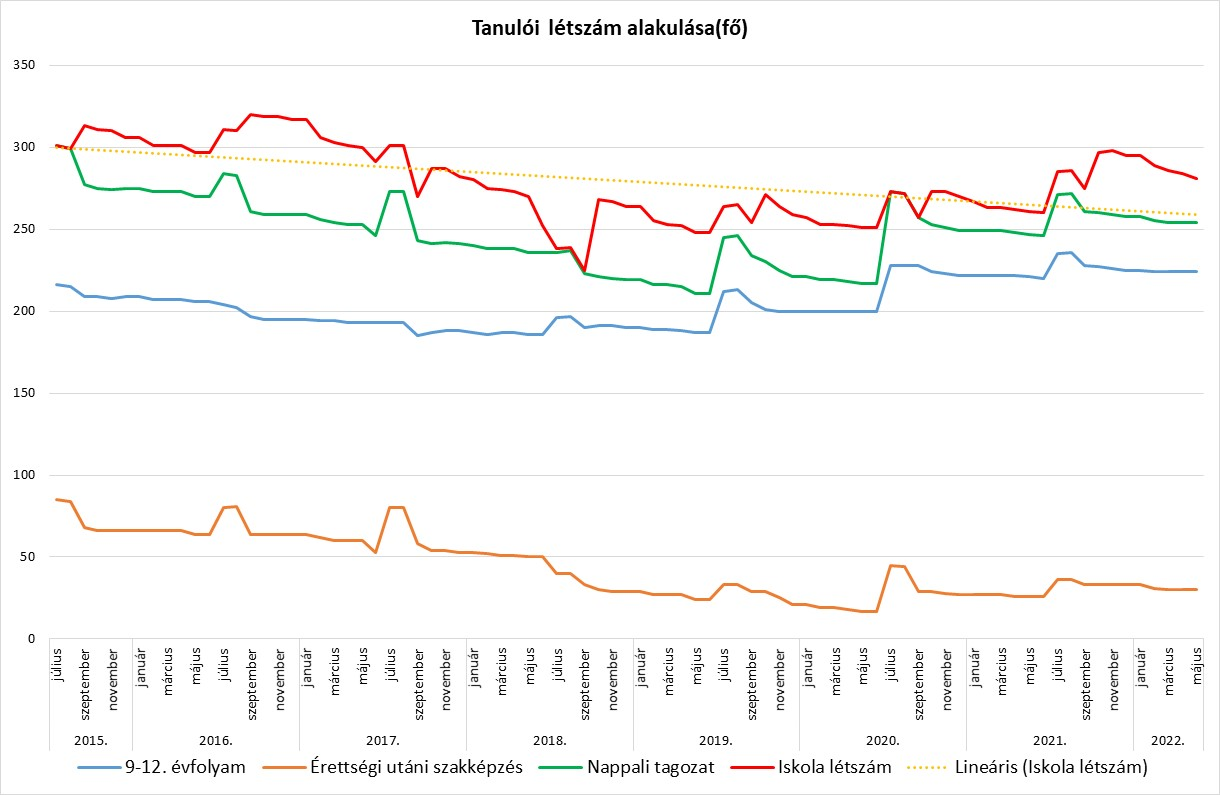 Tanulói létszám alakulása(fő)
350
300
250
200
150
100
50
0
július szeptember november január március május július szeptember november január március május július szeptember november január március május július szeptember november január március május július szeptember november január március május július szeptember november január március május július szeptember november január március május
2015. 2016. 2017. 2018. 2019. 2020. 2021. 2022.
9-12. évfolyam Érettségi utáni szakképzés Nappali tagozat Iskola létszám Lineáris (Iskola létszám)